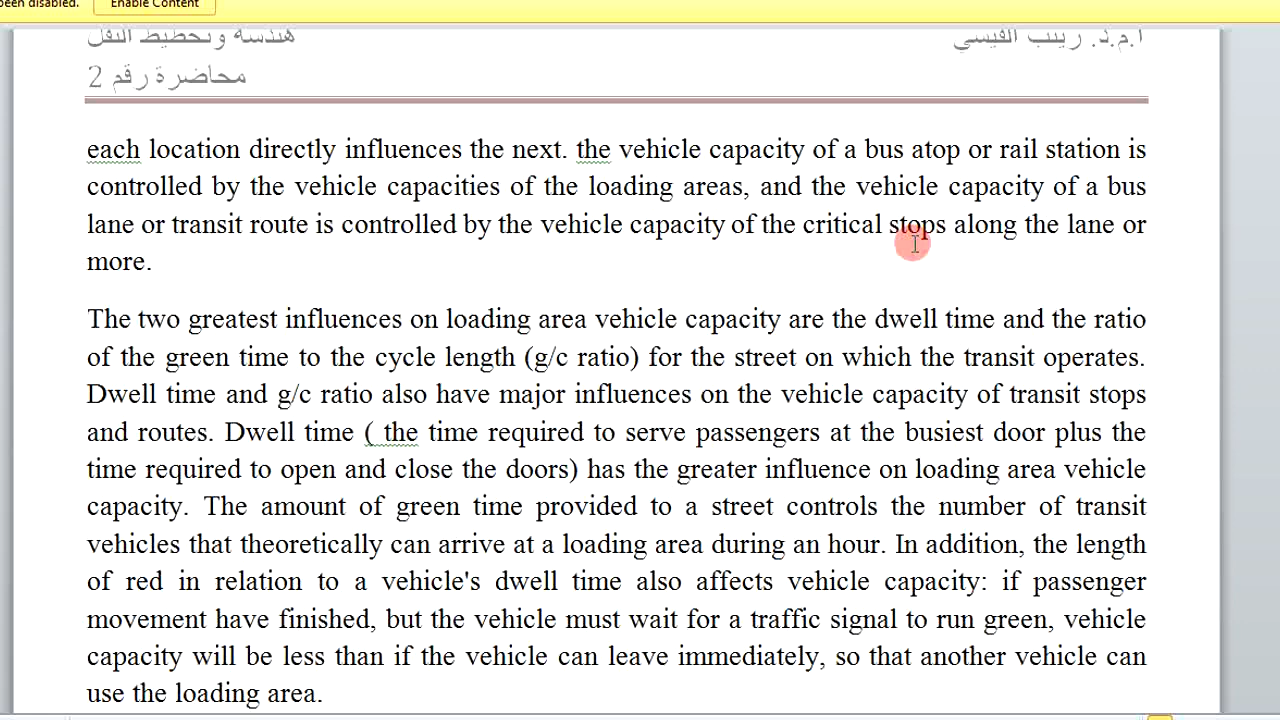 been disabled. Enable Content
هندسة وتخطيط النقل
ا.م.د. زينب القيسي
محاضرة رقم 2
each location directly influences the next. the vehicle capacity of a bus atop or rail station is
controlled by the vehicle capacities of the loading areas, and the vehicle capacity of a bus
lane or transit route is controlled by the vehicle capacity of the critical stops along the lane or
more.
The two greatest influences on loading area vehicle capacity are the dwell time and the ratio
of the green time to the cycle length (g/c ratio) for the street on which the transit operates.
Dwell time and g/c ratio also have major influences on the vehicle capacity of transit stops
and routes. Dwell time ( the time required to serve passengers at the busiest door plus the
time required to open and close the doors) has the greater influence on loading area vehicle
capacity. The amount of green time provided to a street controls the number of transit
vehicles that theoretically can arrive at a loading area during an hour. In addition, the length
of red in relation to a vehicle's dwell time also affects vehicle capacity: if passenger
movement have finished, but the vehicle must wait for a traffic signal to run green, vehicle
capacity will be less than if the vehicle can leave immediately, so that another vehicle can
use the loading area.